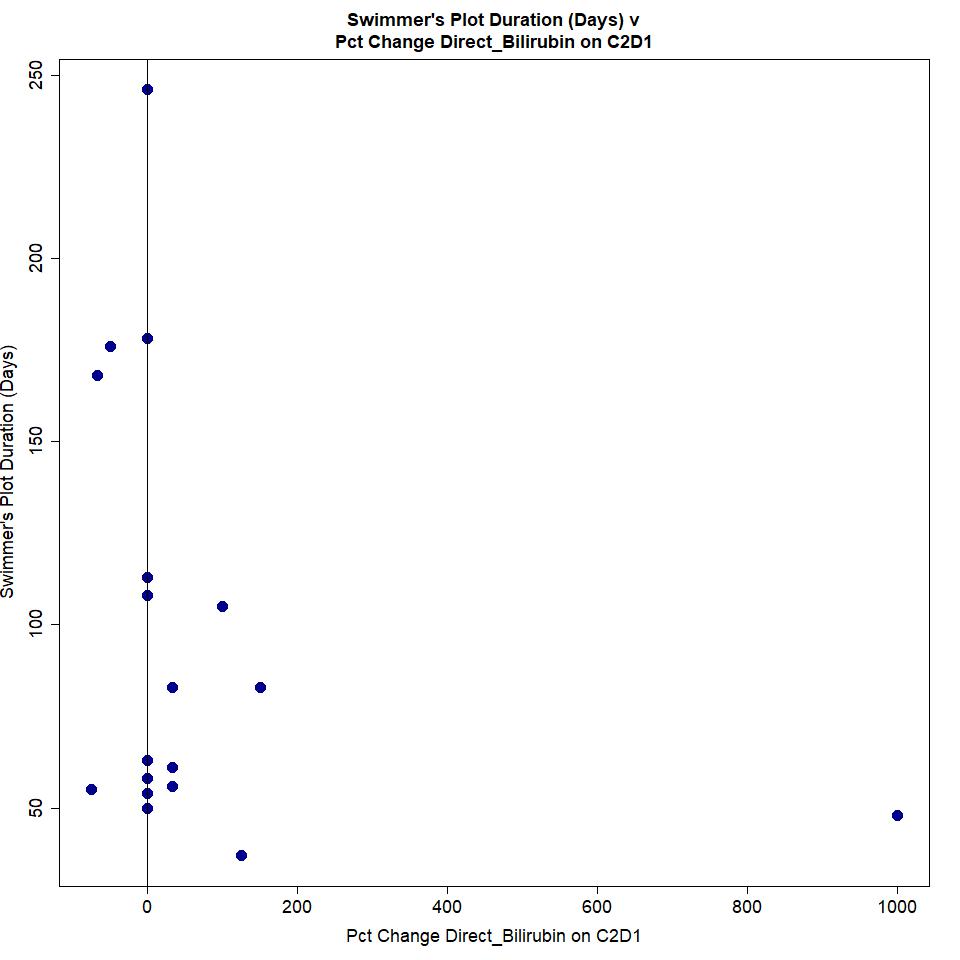 Swimmer's Plot Duration (Days) v
Pct Change Direct_Bilirubin on C2D1
Swimmer's Plot Duration (Days)
250
200
150
100
50
0
200
400
600
800
1000
Pct Change Direct_Bilirubin on C2D1